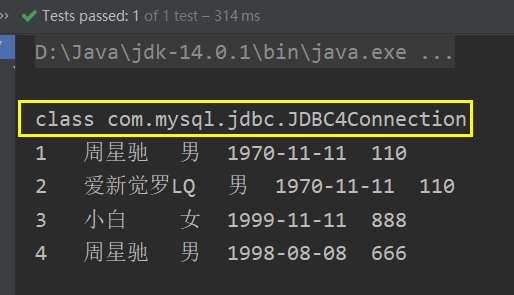 Tests passed: 1 of 1 test – 314 ms
D:\Java\jdk-14.0.1\bin\java.exe ...
class com.mysql.jdbc.JDBC4Connection
1 周星驰 男 1970-11-11 110
2 爱新觉罗LQ 男 1970-11-11 110
3 小白 女 1999-11-11 888
4 周星驰 男 1998-08-08 666